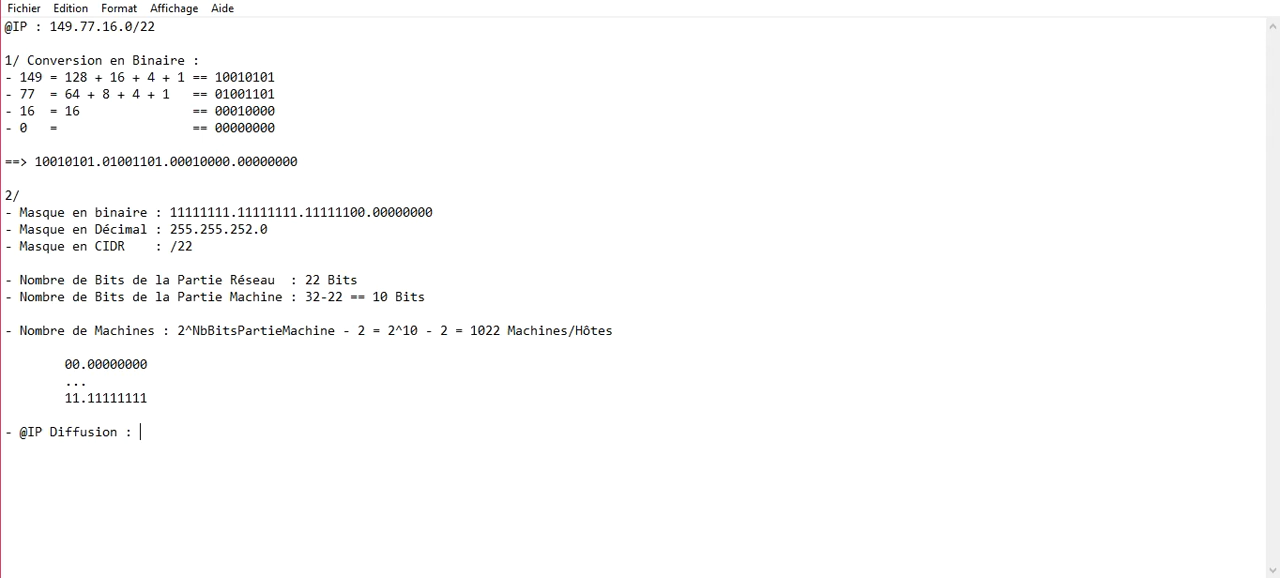 Fichier Edition Format Affichage Aide
@IP : 149.77.16.0/22
1/ Conversion en Binaire :
- 149 = 128 + 16 + 4 + 1 == 10010101
- 77  = 64 + 8 + 4 + 1   == 01001101
- 16  = 16               == 00010000
- 0   =                  == 00000000
==> 10010101.01001101.00010000.00000000
2/
- Masque en binaire : 11111111.11111111.11111100.00000000
- Masque en Décimal : 255.255.252.0
- Masque en CIDR    : /22
- Nombre de Bits de la Partie Réseau  : 22 Bits
- Nombre de Bits de la Partie Machine : 32-22 == 10 Bits
- Nombre de Machines : 2^NbBitsPartieMachine - 2 = 2^10 - 2 = 1022 Machines/Hôtes
00.00000000
...
11.11111111
- @IP Diffusion :